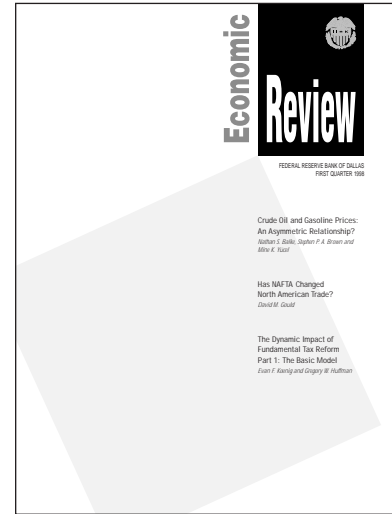 Economic
Review
FEDERAL RESERVE BANK OF DALLAS
FIRST QUARTER 1998
Crude Oil and Gasoline Prices:
An Asymmetric Relationship?
Nathan S. Balke, Stephen P. A. Brown and
Mine K. Yücel
Has NAFTA Changed
North American Trade?
David M. Gould
The Dynamic Impact of
Fundamental Tax Reform
Part 1: The Basic Model
Evan F. Koenig and Gregory W. Huffman